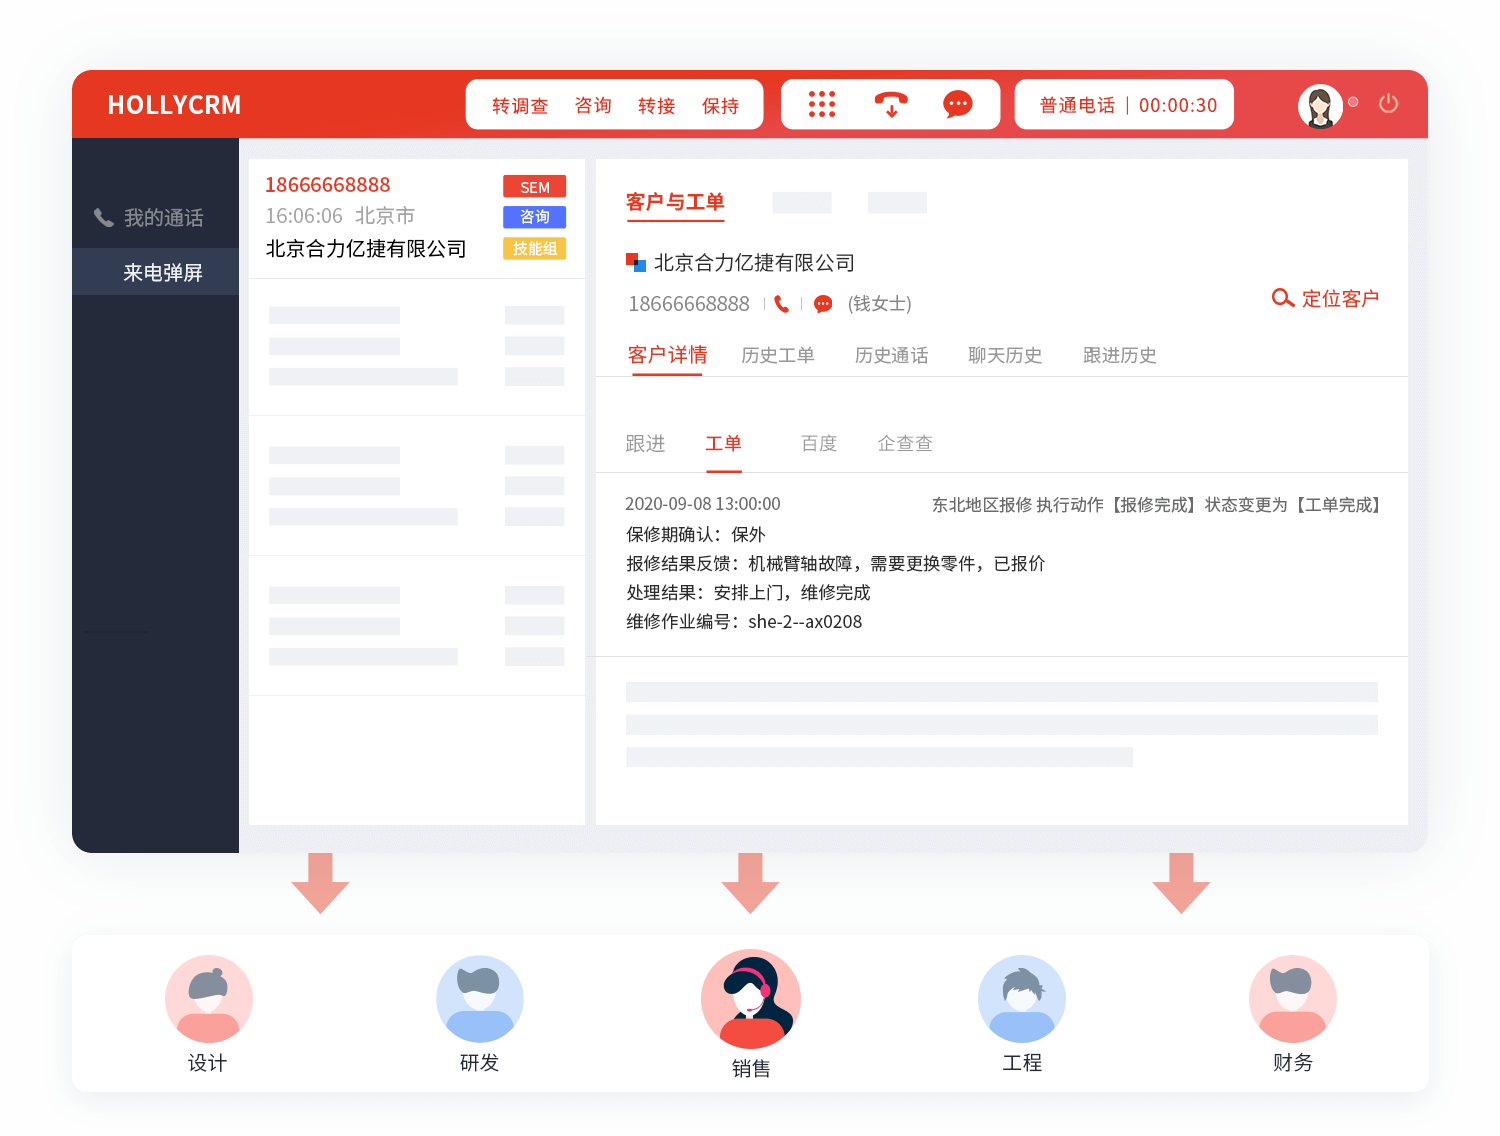 HOLLYCRM
转调查 咨询 转接 保持
普通电话 | 00:00:30
我的通话
来电弹屏
18666668888 SEM
16:06:06 北京市 咨询
北京合力亿捷有限公司 技能组
客户与工单
北京合力亿捷有限公司
18666668888 (钱女士)
定位客户
客户详情 历史工单 历史通话 聊天历史 跟进历史
跟进 工单 百度 企查查
2020-09-08 13:00:00 东北地区报修 执行动作【报修完成】状态变更为【工单完成】
保修期确认：保外
报修结果反馈：机械臂轴故障，需要更换零件，已报价
处理结果：安排上门，维修完成
维修作业编号：she-2--ax0208
设计 研发 销售 工程 财务